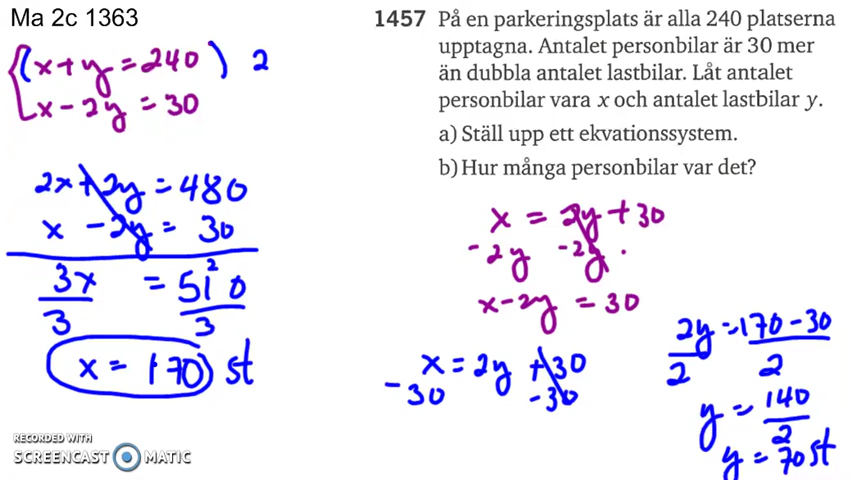 Ma 2c 1363
(x+y=240) 2
x-2y=30
2x+2y=480
x -2y= 30
3x = 51²0
3 3
x = 170 st
1457 På en parkeringsplats är alla 240 platserna
upptagna. Antalet personbilar är 30 mer
än dubbla antalet lastbilar. Låt antalet
personbilar vara x och antalet lastbilar y.
a) Ställ upp ett ekvationssystem.
b) Hur många personbilar var det?
x = 2y+30
-2y -2y
x-2y = 30
x = 2y +30
-30 -30
2y=170-30
2 2
y = 140
2
y = 70 st
RECORDED WITH
SCREENCAST MATIC